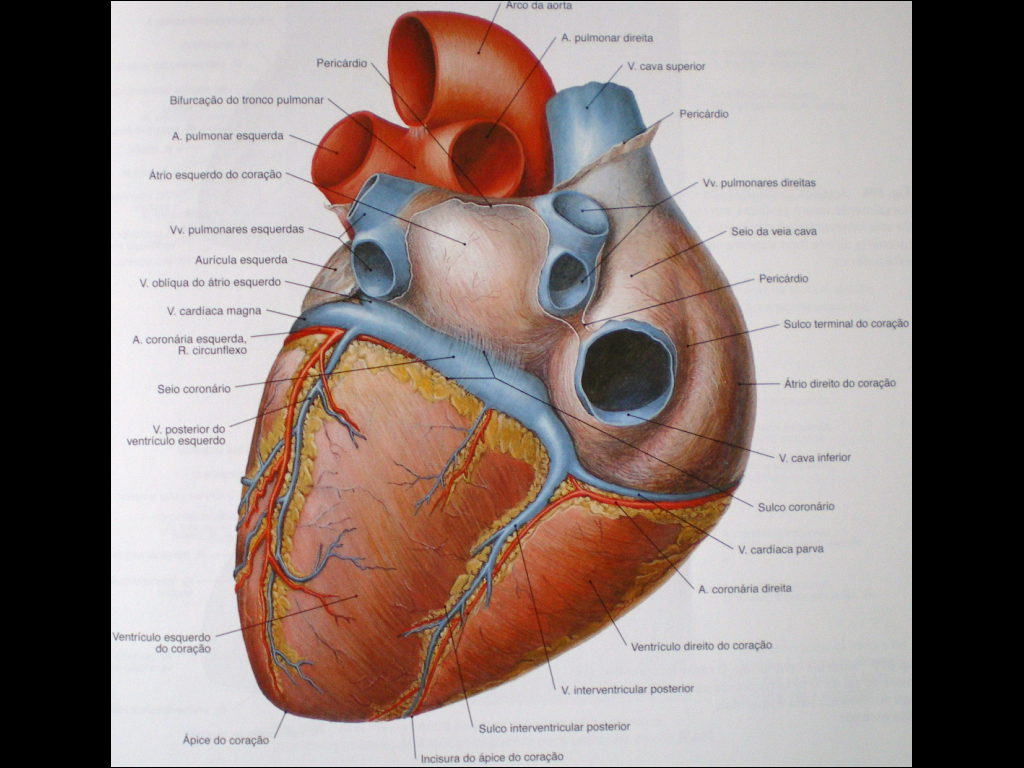 Arco da aorta
A. pulmonar direita
Pericárdio
V. cava superior
Bifurcação do tronco pulmonar
Pericárdio
A. pulmonar esquerda
Átrio esquerdo do coração
Vv. pulmonares direitas
Vv. pulmonares esquerdas
Seio da veia cava
Aurícula esquerda
V. oblíqua do átrio esquerdo
Pericárdio
V. cardíaca magna
Sulco terminal do coração
A. coronária esquerda,
R. circunflexo
Seio coronário
Átrio direito do coração
V. posterior do
ventrículo esquerdo
V. cava inferior
Sulco coronário
V. cardíaca parva
A. coronária direita
Ventrículo esquerdo
do coração
Ventrículo direito do coração
V. interventricular posterior
Sulco interventricular posterior
Ápice do coração
Incisura do ápice do coração